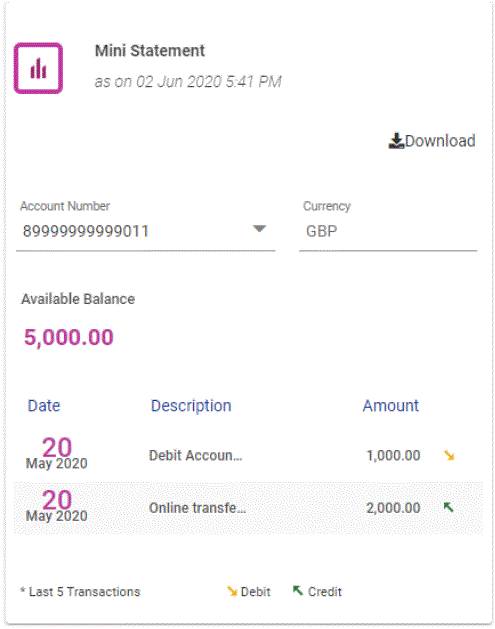 Mini Statement
as on 02 Jun 2020 5:41 PM
Download
Account Number Currency
89999999999011 GBP
Available Balance
5,000.00
Date Description Amount
20
May 2020 Debit Accoun... 1,000.00
20
May 2020 Online transfe... 2,000.00
* Last 5 Transactions Debit Credit